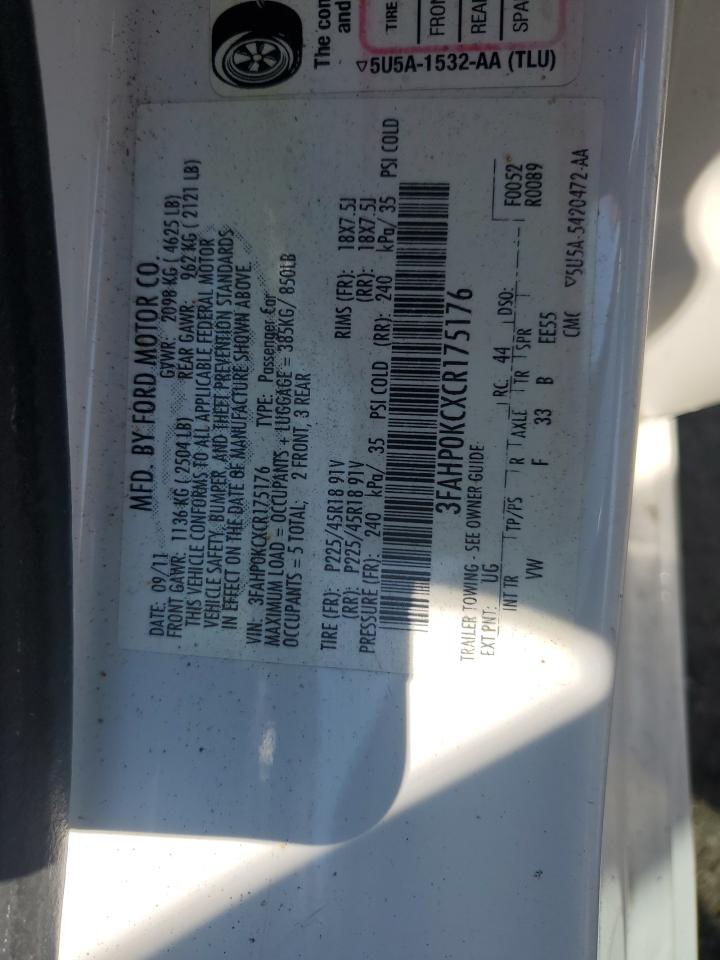 The con
and
TIRE
FRON
REAR
SPA
▽5U5A-1532-AA (TLU)
MFD. BY FORD MOTOR CO.
DATE: 09/11 GVWR: 2098 KG ( 4625 LB)
FRONT GAWR: 1136 KG ( 2504 LB) REAR GAWR: 962 KG ( 2121 LB)
THIS VEHICLE CONFORMS TO ALL APPLICABLE FEDERAL MOTOR
VEHICLE SAFETY, BUMPER, AND THEFT PREVENTION STANDARDS
IN EFFECT ON THE DATE OF MANUFACTURE SHOWN ABOVE
VIN: 3FAHP0KCXCR175176 TYPE: Passenger Car
MAXIMUM LOAD = OCCUPANTS + LUGGAGE = 385KG/ 850LB
OCCUPANTS = 5 TOTAL; 2 FRONT, 3 REAR
TIRE (FR): P225/45R18 91V RIMS (FR): 18X7.5J
(RR): P225/45R18 91V (RR): 18X7.5J
PRESSURE (FR): 240 kPa/ 35 PSI COLD (RR): 240 kPa/ 35 PSI COLD
3FAHP0KCXCR175176
TRAILER TOWING - SEE OWNER GUIDE
EXT PNT: UG RC: 44 DSO: F0052
R0089
INT TR TP/PS R AXLE TR SPR
VW F 33 B EE55
CMC ▽5U5A-5420472-AA